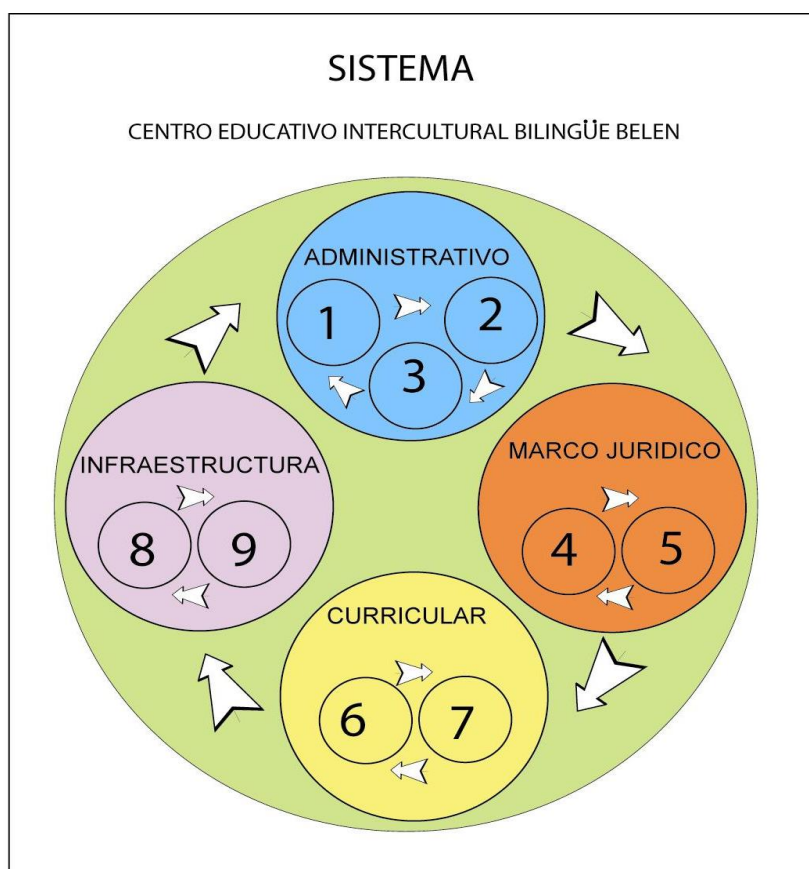 SISTEMA
CENTRO EDUCATIVO INTERCULTURAL BILINGÜE BELEN
ADMINISTRATIVO
1
2
3
MARCO JURIDICO
4
5
CURRICULAR
6
7
INFRAESTRUCTURA
8
9